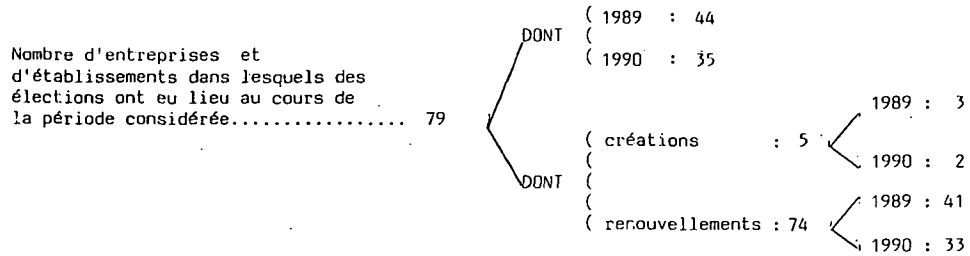 ( 1989 : 44
DONT (
( 1990 : 35
Nombre d'entreprises et
d'établissements dans lesquels des
élections ont eu lieu au cours de
la période considérée................. 79
1989 : 3
( créations : 5
( 1990 : 2
DONT (
( 1989 : 41
( renouvellements : 74
1990 : 33